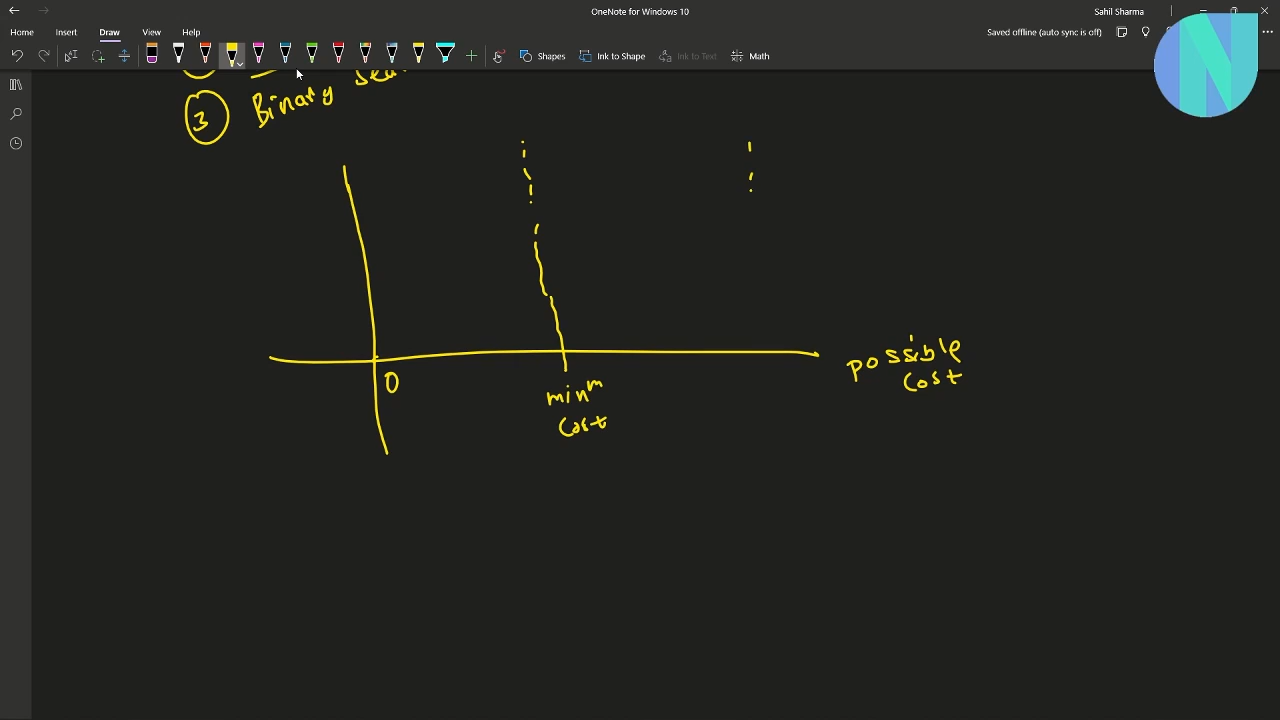 OneNote for Windows 10
Sahil Sharma
Home Insert Draw View Help
Saved offline (auto sync is off)
Shapes Ink to Shape Ink to Text Math
3 Binary
0
min^m
cost
possible
cost